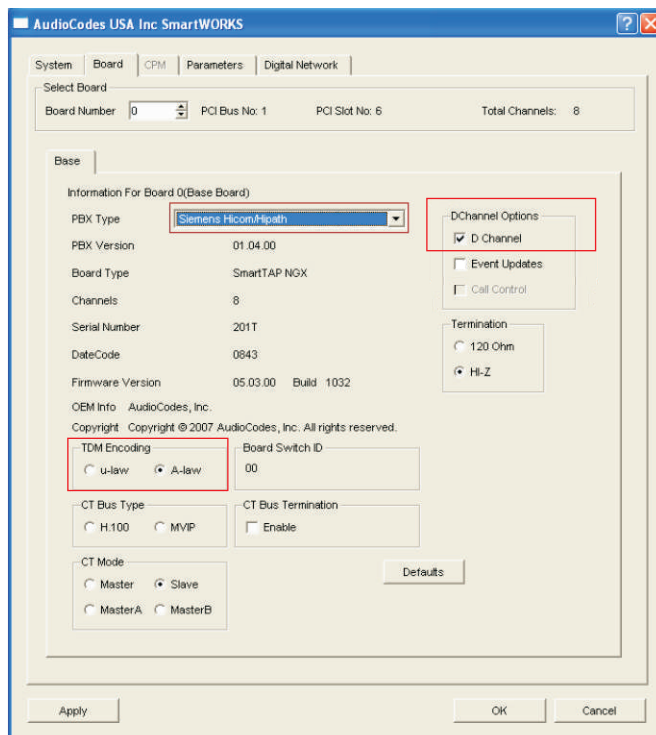 AudioCodes USA Inc SmartWORKS
System Board CPM Parameters Digital Network
Select Board
Board Number 0 PCI Bus No: 1 PCI Slot No: 6 Total Channels: 8
Base
Information For Board 0(Base Board)
PBX Type Siemens Hicom/Hipath
PBX Version 01.04.00
Board Type SmartTAP NGX
Channels 8
Serial Number 201T
DateCode 0843
Firmware Version 05.03.00 Build 1032
OEM Info AudioCodes, Inc.
Copyright Copyright © 2007 AudioCodes, Inc. All rights reserved.
DChannel Options
D Channel
Event Updates
Call Control
Termination
120 Ohm
HI-Z
TDM Encoding
u-law A-law
Board Switch ID
00
CT Bus Type
H.100 MVIP
CT Bus Termination
Enable
CT Mode
Master Slave
MasterA MasterB
Defaults
Apply OK Cancel